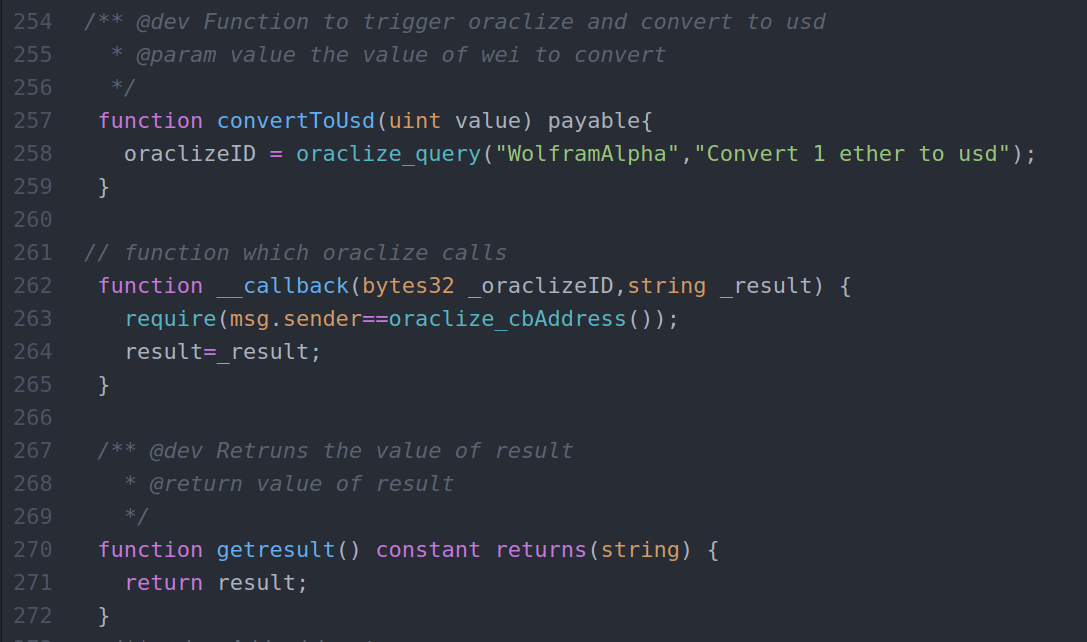 254 /** @dev Function to trigger oraclize and convert to usd
255 * @param value the value of wei to convert
256 */
257 function convertToUsd(uint value) payable{
258 oraclizeID = oraclize_query("WolframAlpha","Convert 1 ether to usd");
259 }
260
261 // function which oraclize calls
262 function __callback(bytes32 _oraclizeID,string _result) {
263 require(msg.sender==oraclize_cbAddress());
264 result=_result;
265 }
266
267 /** @dev Retruns the value of result
268 * @return value of result
269 */
270 function getresult() constant returns(string) {
271 return result;
272 }